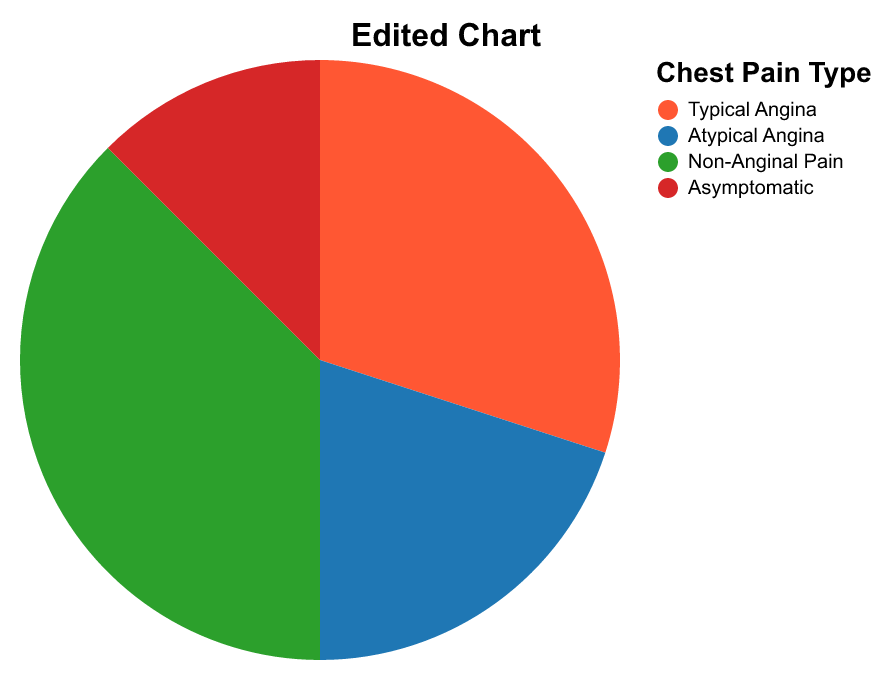 Edited Chart
Chest Pain Type
Typical Angina
Atypical Angina
Non-Anginal Pain
Asymptomatic